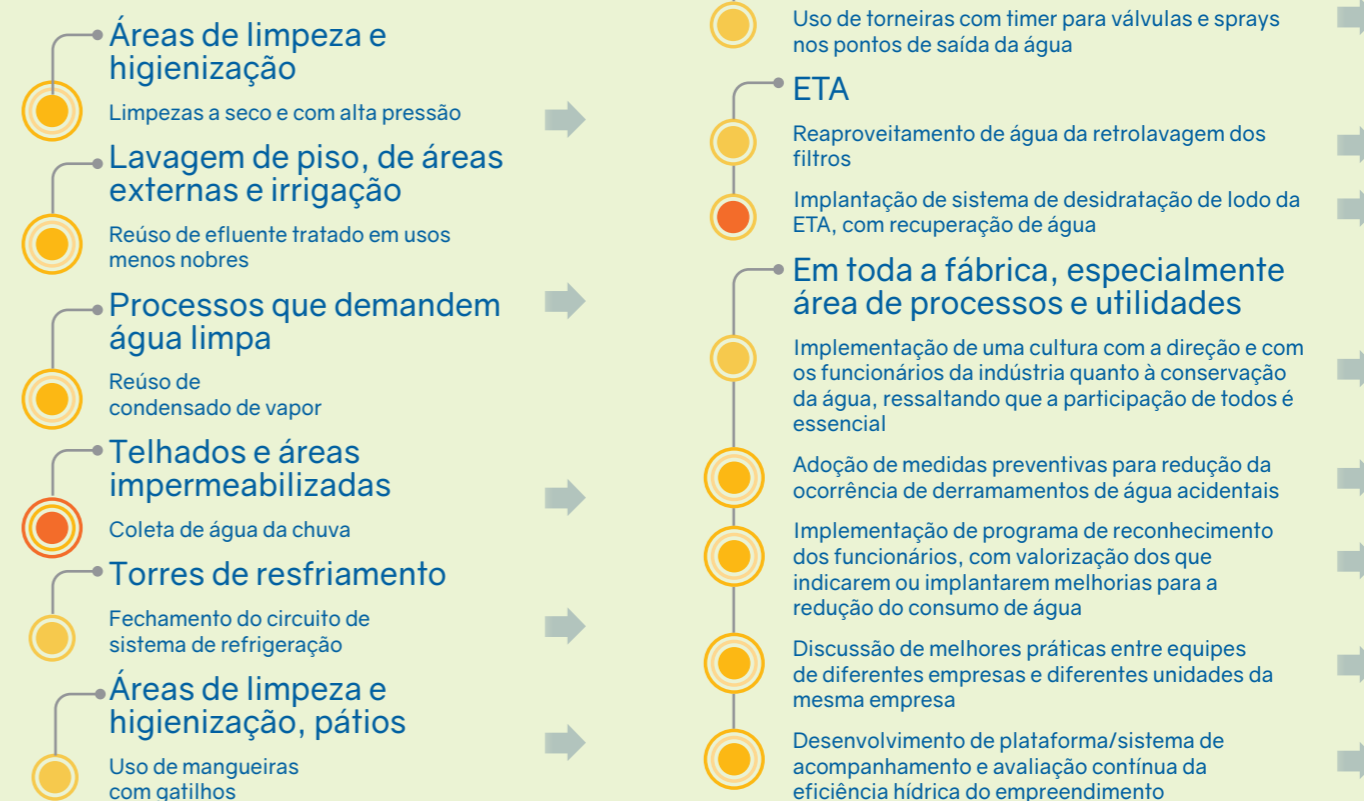 Áreas de limpeza e
higienização
Limpezas a seco e com alta pressão
Lavagem de piso, de áreas
externas e irrigação
Reúso de efluente tratado em usos
menos nobres
Processos que demandem
água limpa
Reúso de
condensado de vapor
Telhados e áreas
impermeabilizadas
Coleta de água da chuva
Torres de resfriamento
Fechamento do circuito de
sistema de refrigeração
Áreas de limpeza e
higienização, pátios
Uso de mangueiras
com gatilhos
Uso de torneiras com timer para válvulas e sprays
nos pontos de saída da água
ETA
Reaproveitamento de água da retrolavagem dos
filtros
Implantação de sistema de desidratação de lodo da
ETA, com recuperação de água
Em toda a fábrica, especialmente
área de processos e utilidades
Implementação de uma cultura com a direção e com
os funcionários da indústria quanto à conservação
da água, ressaltando que a participação de todos é
essencial
Adoção de medidas preventivas para redução da
ocorrência de derramamentos de água acidentais
Implementação de programa de reconhecimento
dos funcionários, com valorização dos que
indicarem ou implantarem melhorias para a
redução do consumo de água
Discussão de melhores práticas entre equipes
de diferentes empresas e diferentes unidades da
mesma empresa
Desenvolvimento de plataforma/sistema de
acompanhamento e avaliação contínua da
eficiência hídrica do empreendimento